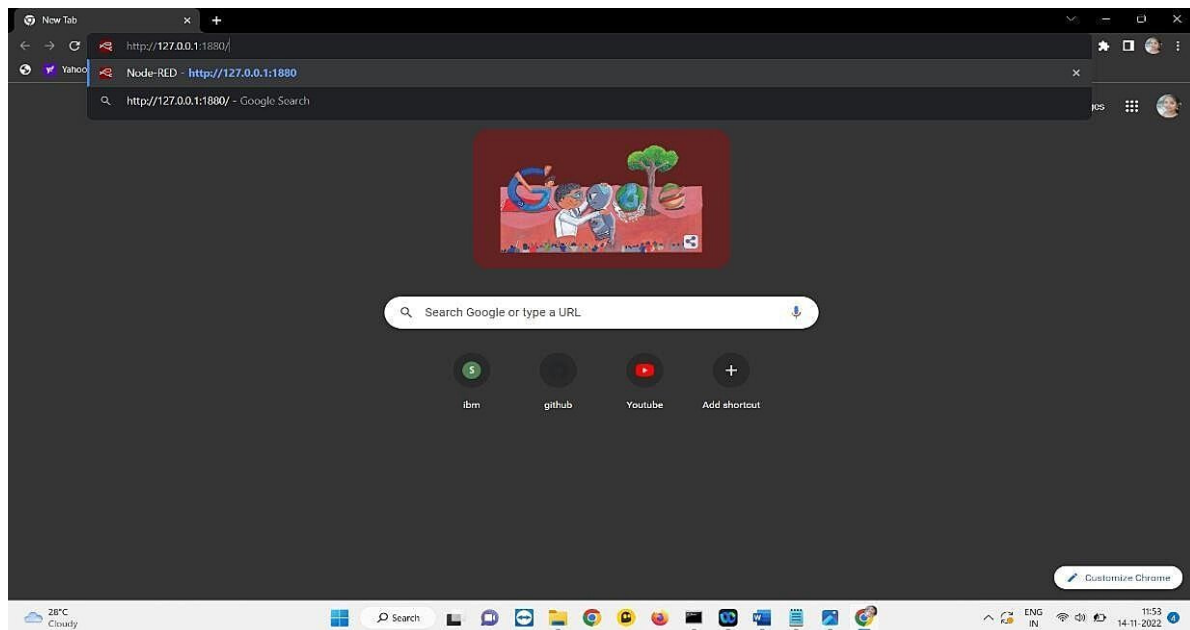 New Tab
http://127.0.0.1:1880/
Yahoo
Node-RED - http://127.0.0.1:1880
http://127.0.0.1:1880/ - Google Search
Search Google or type a URL
S
ibm github Youtube Add shortcut
Customize Chrome
28°C
Cloudy
Search
ENG
IN
11:53
14-11-2022
4